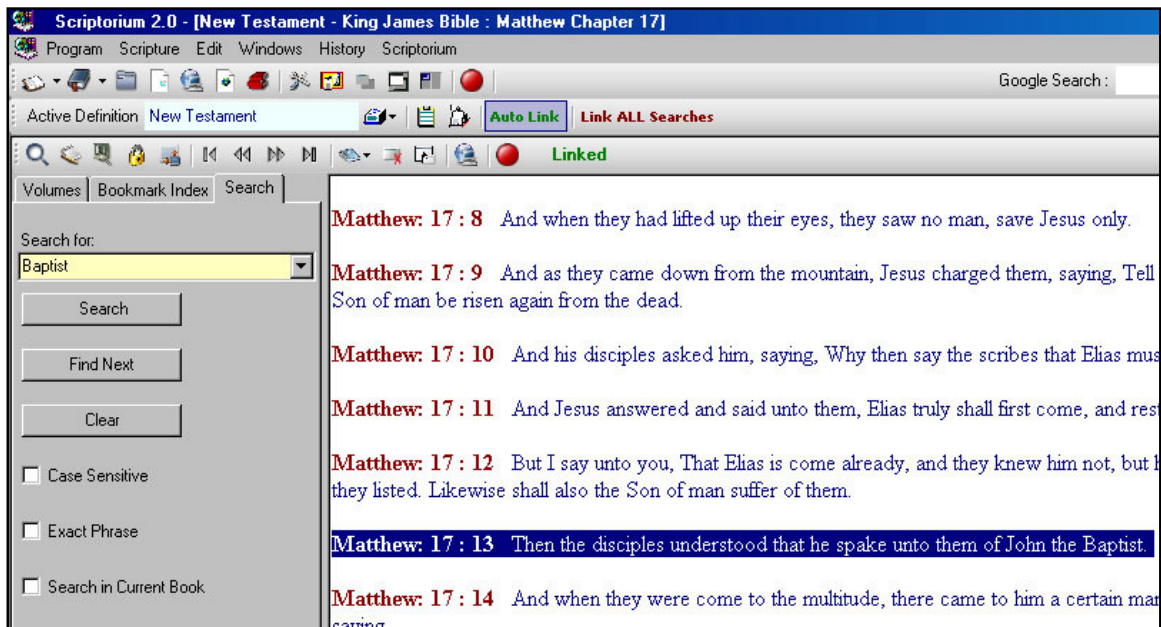 Scriptorium 2.0 - [New Testament - King James Bible : Matthew Chapter 17]
Program Scripture Edit Windows History Scriptorium
Google Search :
Active Definition New Testament Auto Link Link ALL Searches
Linked
Volumes Bookmark Index Search
Search for:
Baptist
Search
Find Next
Clear
Case Sensitive
Exact Phrase
Search in Current Book
Matthew: 17 : 8 And when they had lifted up their eyes, they saw no man, save Jesus only.
Matthew: 17 : 9 And as they came down from the mountain, Jesus charged them, saying, Tell
Son of man be risen again from the dead.
Matthew: 17 : 10 And his disciples asked him, saying, Why then say the scribes that Elias mus
Matthew: 17 : 11 And Jesus answered and said unto them, Elias truly shall first come, and rest
Matthew: 17 : 12 But I say unto you, That Elias is come already, and they knew him not, but
they listed. Likewise shall also the Son of man suffer of them.
Matthew: 17 : 13 Then the disciples understood that he spake unto them of John the Baptist.
Matthew: 17 : 14 And when they were come to the multitude, there came to him a certain man
saying,